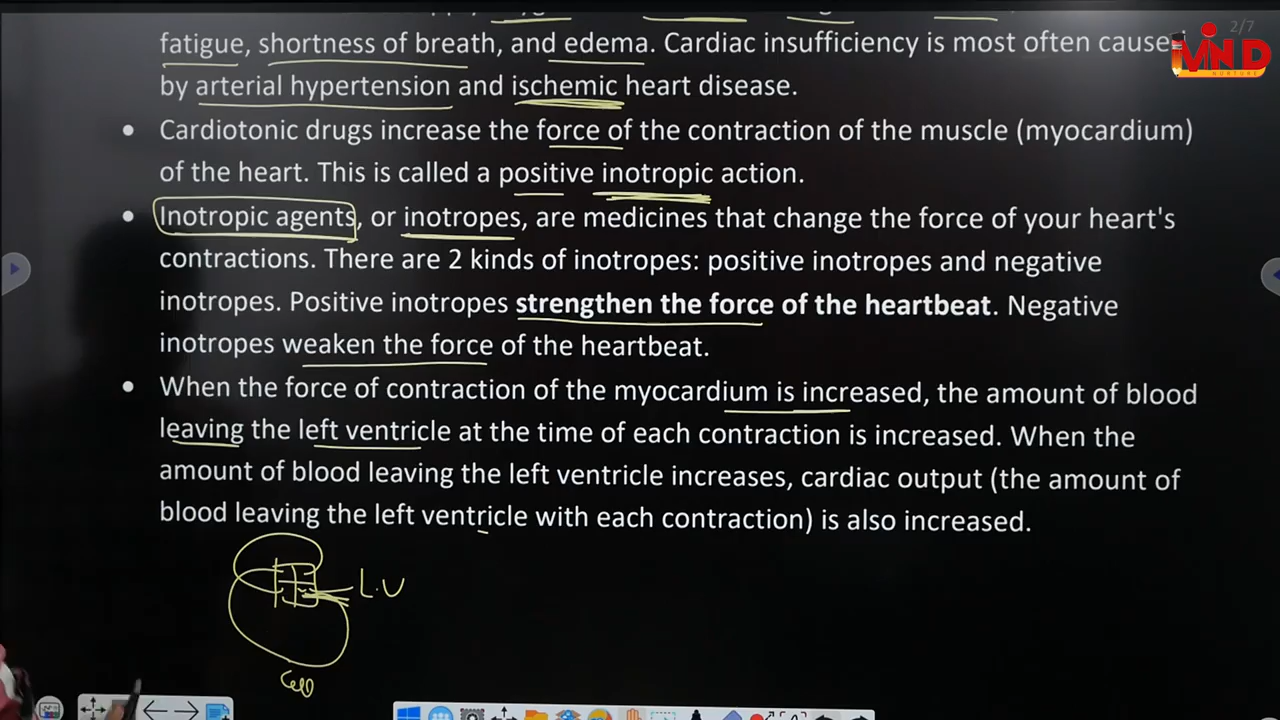 2/7
MIND
NURTURE
fatigue, shortness of breath, and edema. Cardiac insufficiency is most often cause
by arterial hypertension and ischemic heart disease.
• Cardiotonic drugs increase the force of the contraction of the muscle (myocardium)
of the heart. This is called a positive inotropic action.
• Inotropic agents, or inotropes, are medicines that change the force of your heart's
contractions. There are 2 kinds of inotropes: positive inotropes and negative
inotropes. Positive inotropes strengthen the force of the heartbeat. Negative
inotropes weaken the force of the heartbeat.
• When the force of contraction of the myocardium is increased, the amount of blood
leaving the left ventricle at the time of each contraction is increased. When the
amount of blood leaving the left ventricle increases, cardiac output (the amount of
blood leaving the left ventricle with each contraction) is also increased.
L.V